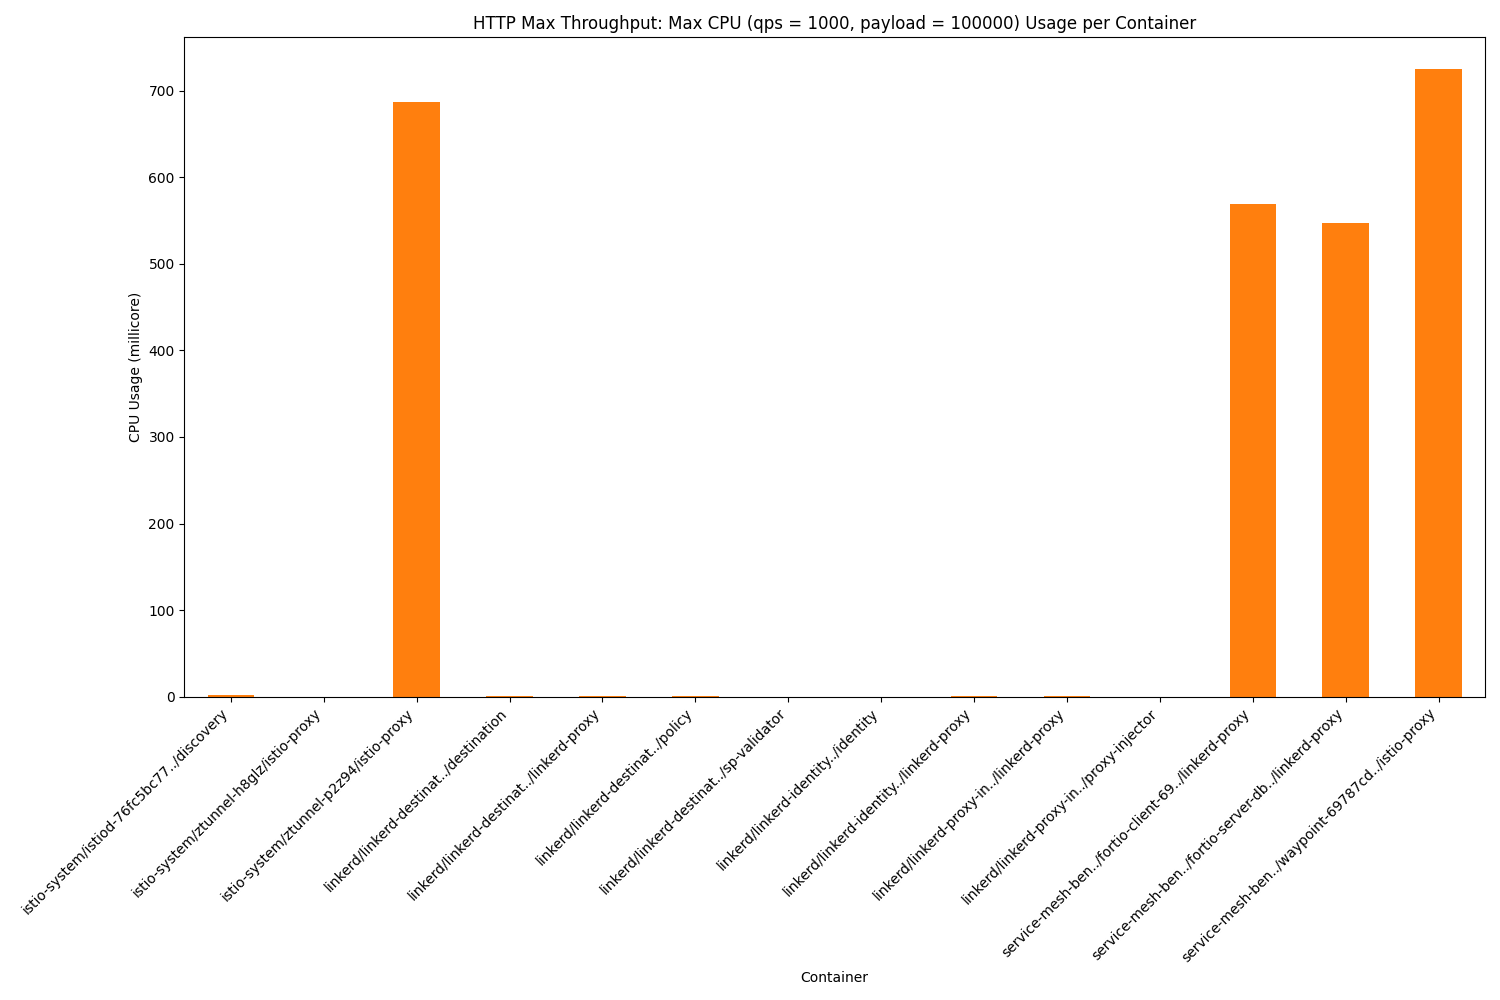 HTTP Max Throughput: Max CPU (qps = 1000, payload = 100000) Usage per Container
CPU Usage (millicore)
700
600
500
400
300
200
100
0
istio-system/istiod-76fc5bc77../discovery
istio-system/ztunnel-h8glz/istio-proxy
istio-system/ztunnel-p2z94/istio-proxy
linkerd/linkerd-destinat../destination
linkerd/linkerd-destinat../linkerd-proxy
linkerd/linkerd-destinat../policy
linkerd/linkerd-destinat../sp-validator
linkerd/linkerd-identity../identity
linkerd/linkerd-identity../linkerd-proxy
linkerd/linkerd-proxy-in../linkerd-proxy
linkerd/linkerd-proxy-in../proxy-injector
service-mesh-ben../fortio-client-69../linkerd-proxy
service-mesh-ben../fortio-server-db../linkerd-proxy
service-mesh-ben../waypoint-69787cd../istio-proxy
Container